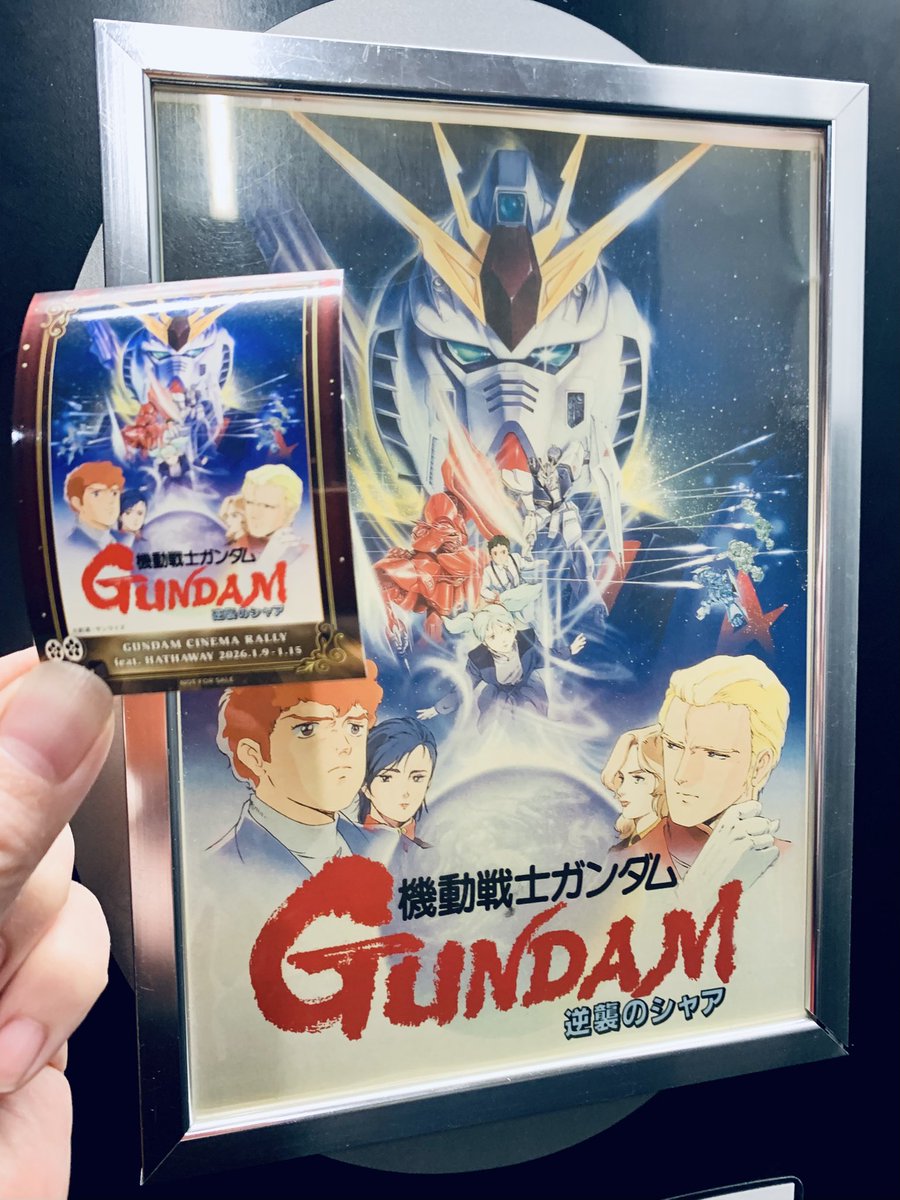 機動戦士ガンダム
GUNDAM
逆襲のシャア
GUNDAM CINEMA RALLY
feat. HATHAWAY 2026.1.9-1.15
NOT FOR SALE
機動戦士ガンダム
GUNDAM
逆襲のシャア